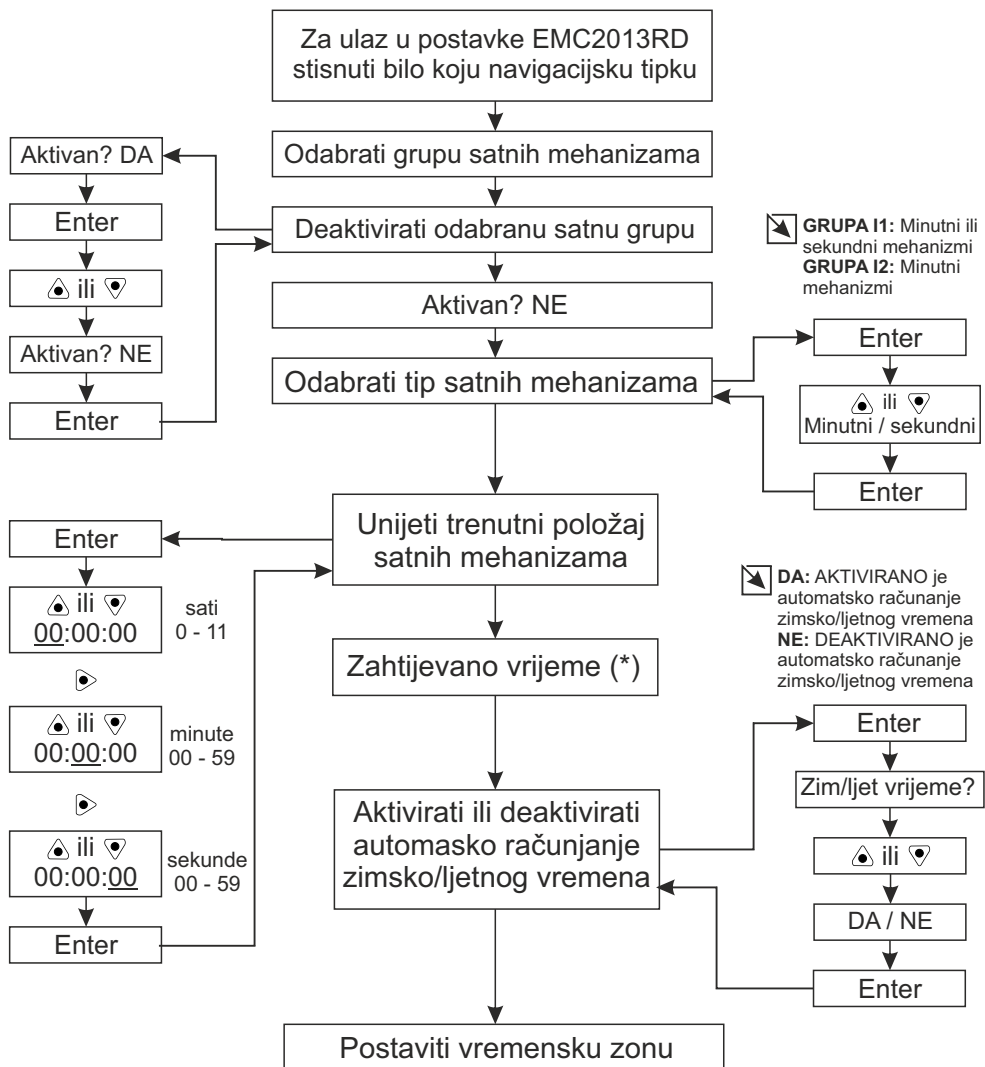 Za ulaz u postavke EMC2013RD
stisnuti bilo koju navigacijsku tipku
Odabrati grupu satnih mehanizama
Deaktivirati odabranu satnu grupu
Aktivan? DA
Enter
ili
Aktivan? NE
Enter
Aktivan? NE
Odabrati tip satnih mehanizama
GRUPA I1: Minutni ili
sekundni mehanizmi
GRUPA I2: Minutni
mehanizmi
Enter
ili
Minutni / sekundni
Enter
Unijeti trenutni položaj
satnih mehanizama
Enter
ili
00:00:00
sati
0 - 11
ili
00:00:00
minute
00 - 59
ili
00:00:00
sekunde
00 - 59
Enter
Zahtijevano vrijeme (*)
Aktivirati ili deaktivirati
automasko računjanje
zimsko/ljetnog vremena
DA: AKTIVIRANO je
automatsko računanje
zimsko/ljetnog vremena
NE: DEAKTIVIRANO je
automatsko računanje
zimsko/ljetnog vremena
Enter
Zim/ljet vrijeme?
ili
DA / NE
Enter
Postaviti vremensku zonu